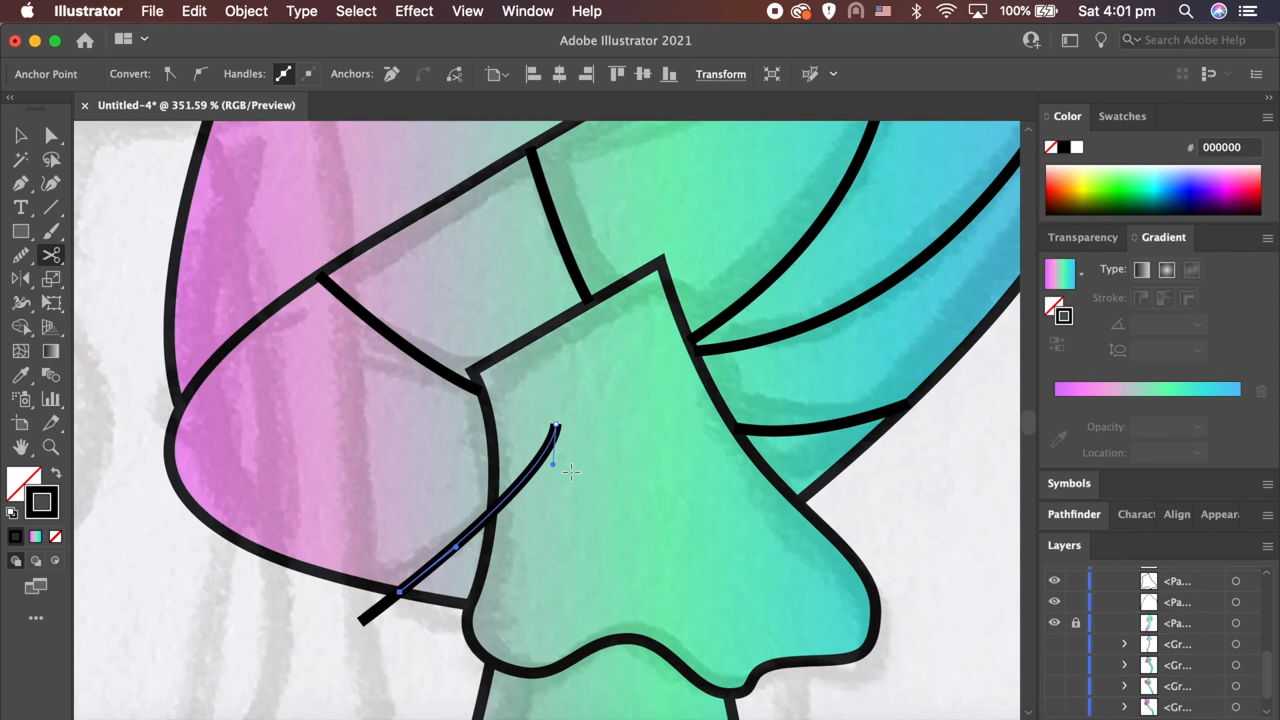 Illustrator File Edit Object Type Select Effect View Window Help 100% Sat 4:01 pm
Adobe Illustrator 2021
Search Adobe Help
Anchor Point Convert: Handles: Anchors: Transform
Untitled-4* @ 351.59 % (RGB/Preview)
Color Swatches
# 000000
Transparency Gradient
Type:
Stroke:
Opacity:
Location:
Symbols
Pathfinder Charact Align Appear
Layers
<Pa...
<Pa...
<Pa...
<Gr...
<Gr...
<Gr...
<Gr...